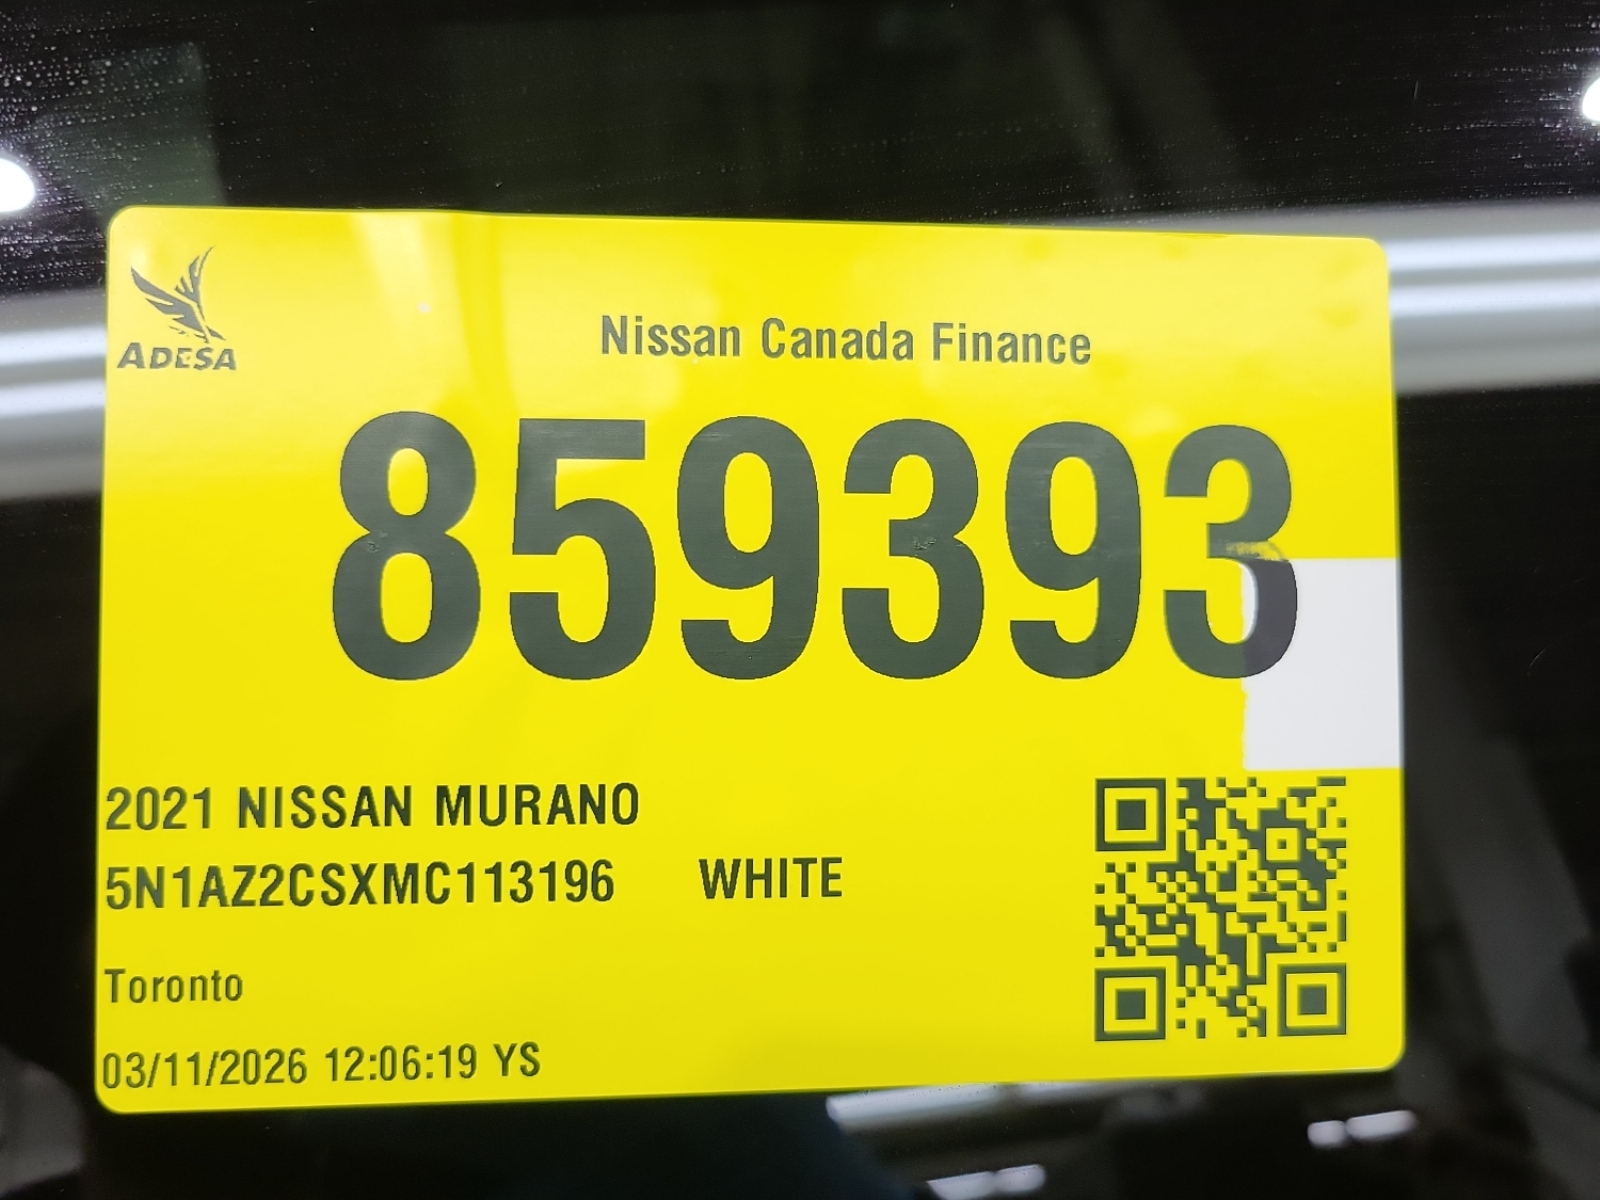 ADESA
Nissan Canada Finance
859393
2021 NISSAN MURANO
5N1AZ2CSXMC113196 WHITE
Toronto
03/11/2026 12:06:19 YS